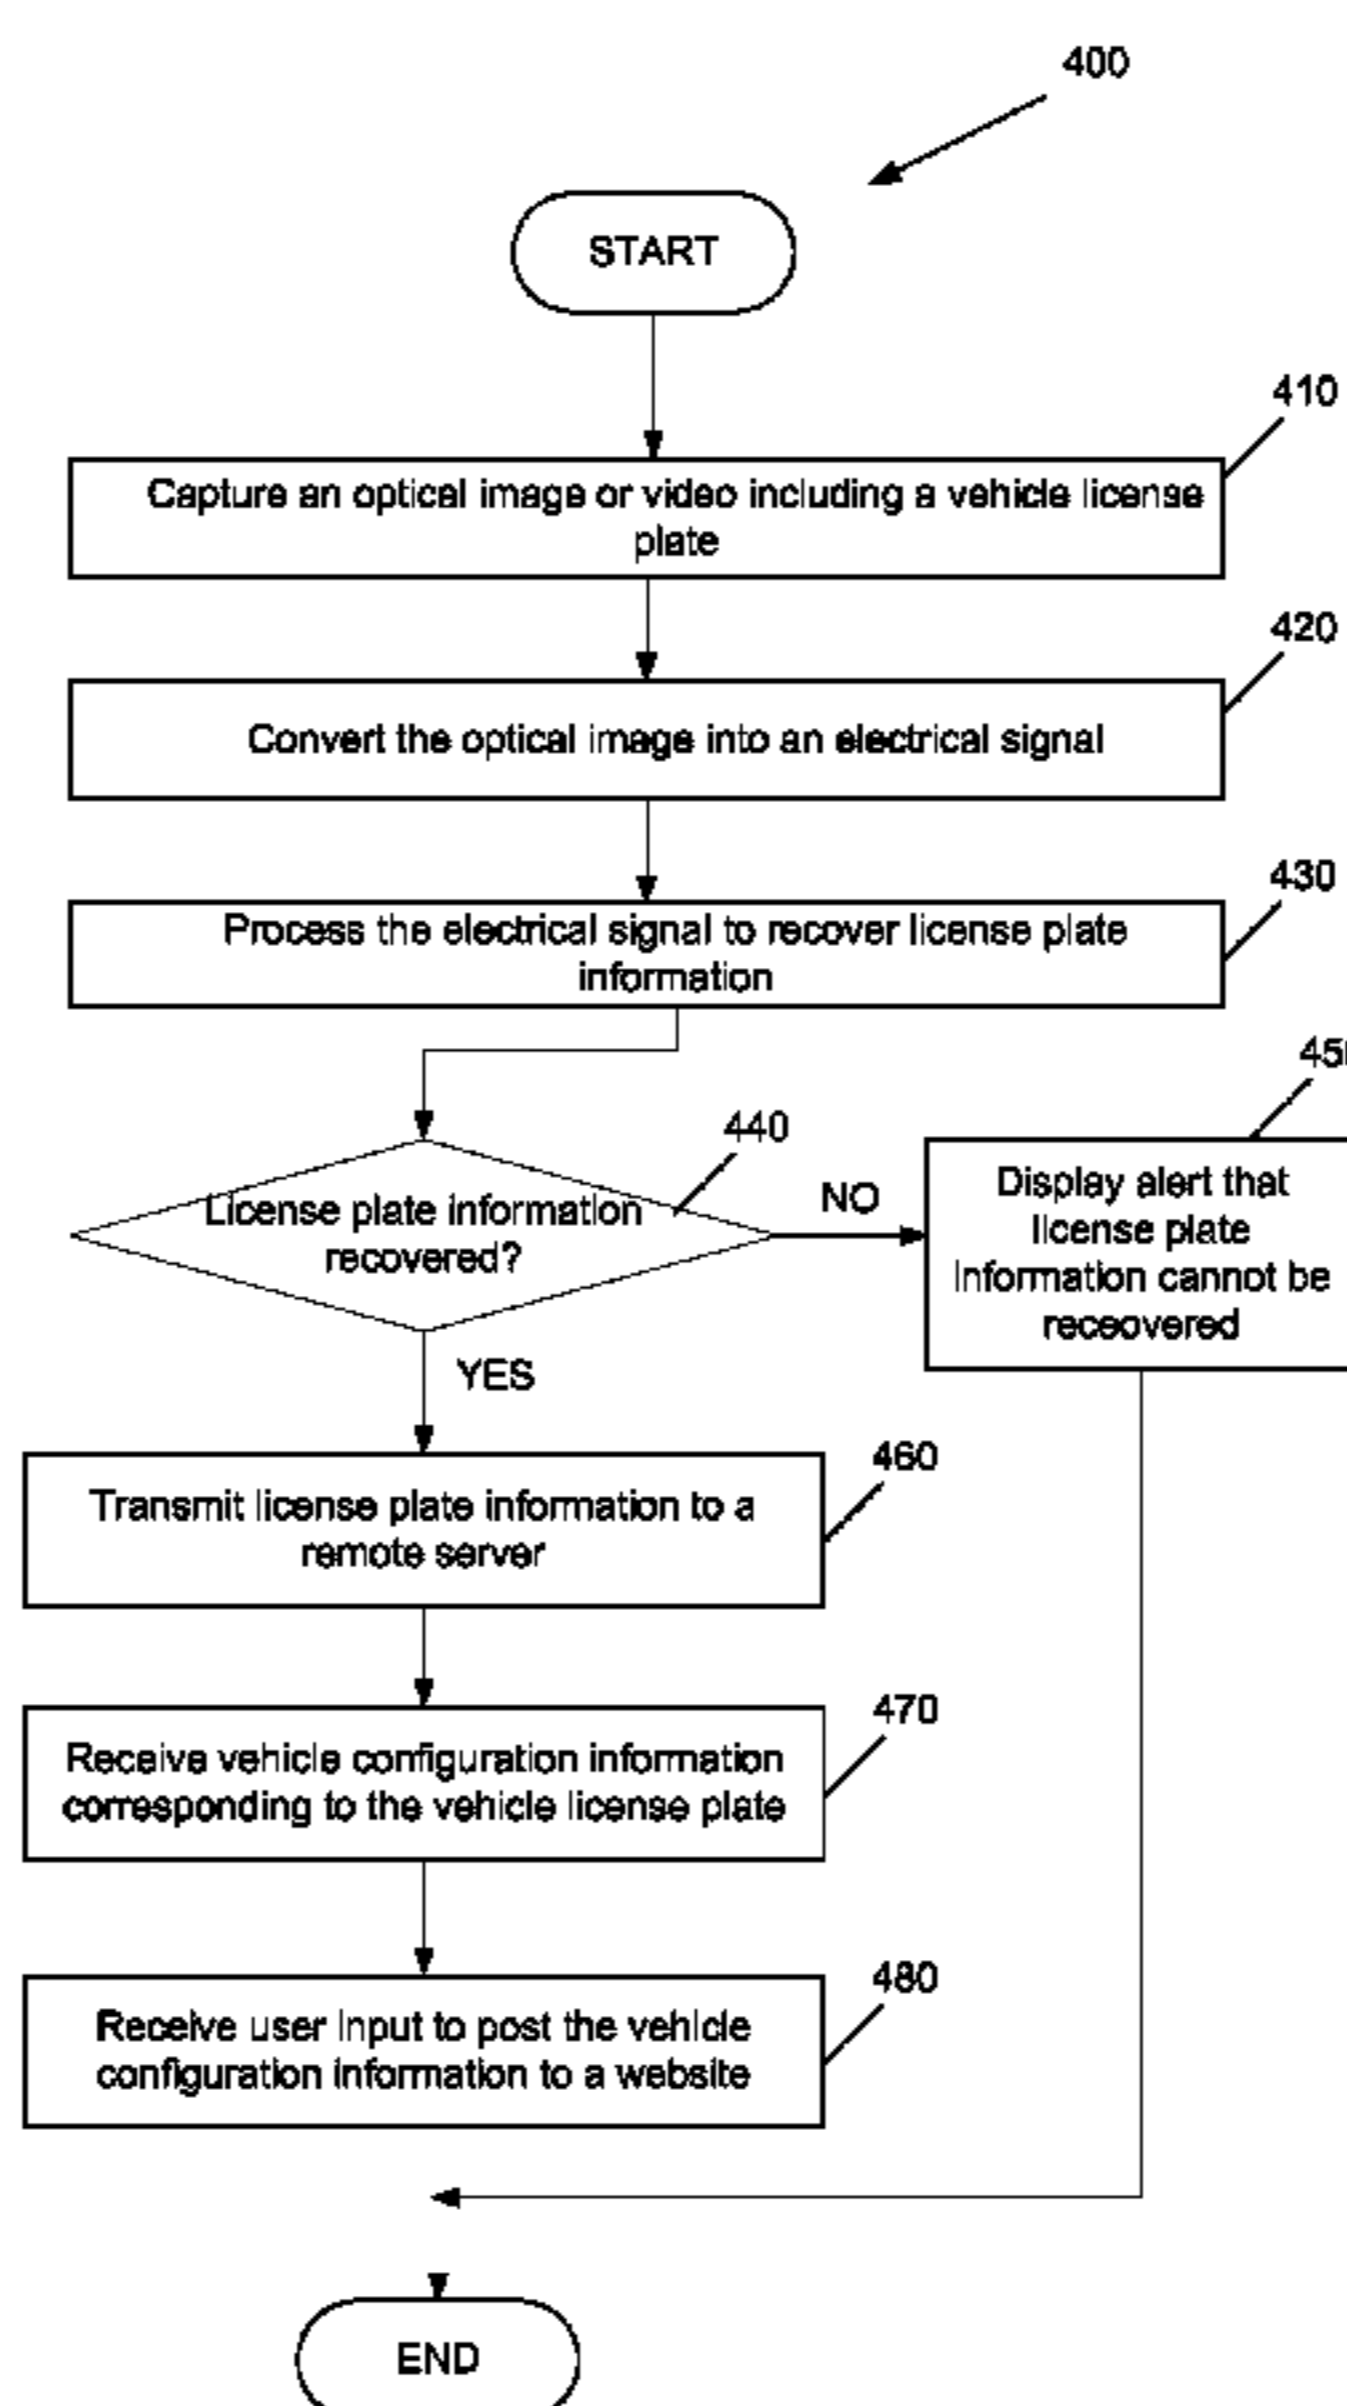 400
START
410
Capture an optical image or video including a vehicle license
plate
420
Convert the optical image into an electrical signal
430
Process the electrical signal to recover license plate
information
440
License plate information
recovered?
NO
Display alert that
license plate
Information cannot be
receovered
YES
460
Transmit license plate information to a
remote server
470
Receive vehicle configuration information
corresponding to the vehicle license plate
480
Receive user Input to post the vehicle
configuration Information to a website
END